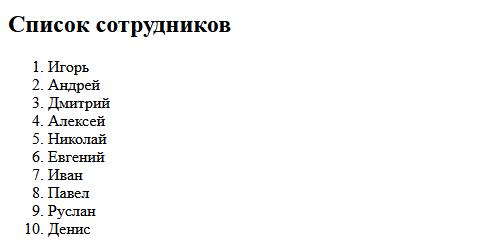 Список сотрудников
1. Игорь
2. Андрей
3. Дмитрий
4. Алексей
5. Николай
6. Евгений
7. Иван
8. Павел
9. Руслан
10. Денис